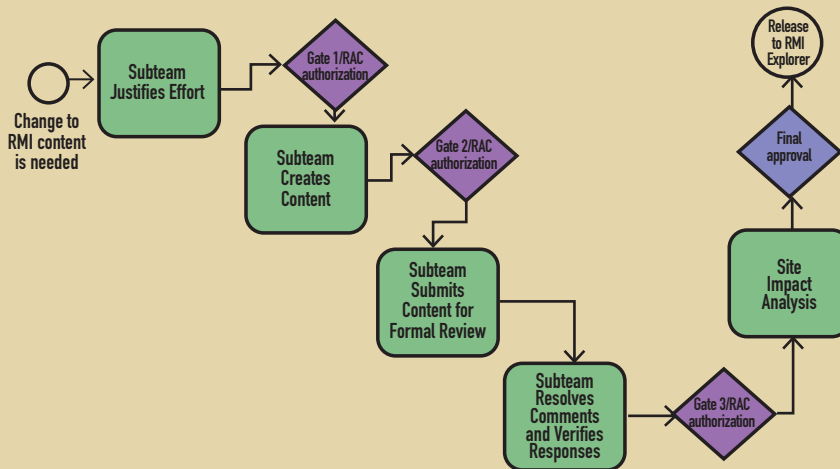 Change to
RMI content
is needed
Subteam
Justifies Effort
Gate 1/RAC
authorization
Subteam
Creates
Content
Gate 2/RAC
authorization
Subteam
Submits
Content for
Formal Review
Subteam
Resolves
Comments
and Verifies
Responses
Gate 3/RAC
authorization
Site
Impact
Analysis
Final
approval
Release
to RMI
Explorer